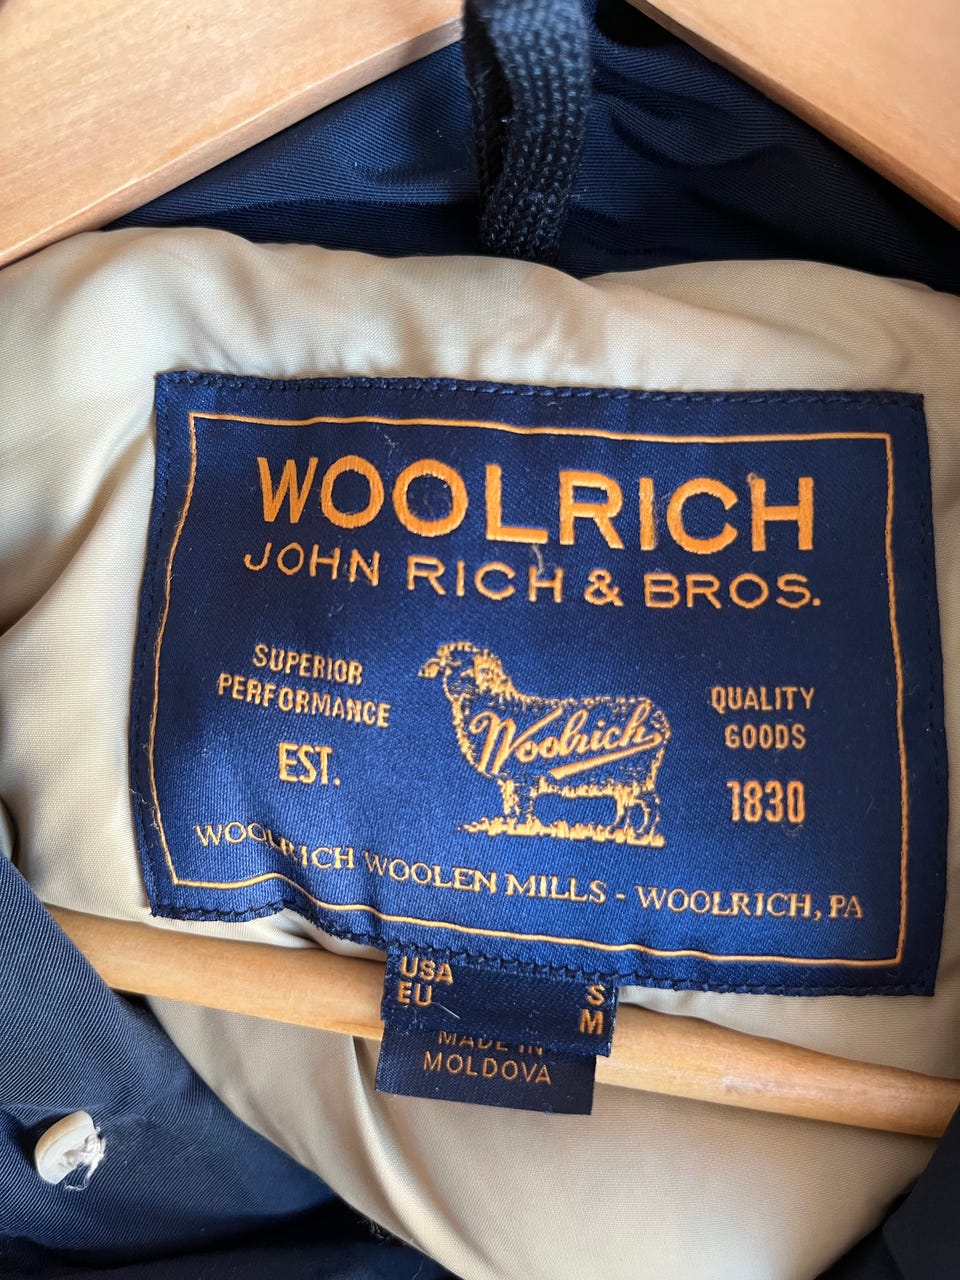 WOOLRICH
JOHN RICH & BROS.
SUPERIOR
PERFORMANCE
EST.
Woolrich
QUALITY
GOODS
1830
WOOLRICH WOOLEN MILLS - WOOLRICH, PA
USA S
EU M
MADE IN
MOLDOVA